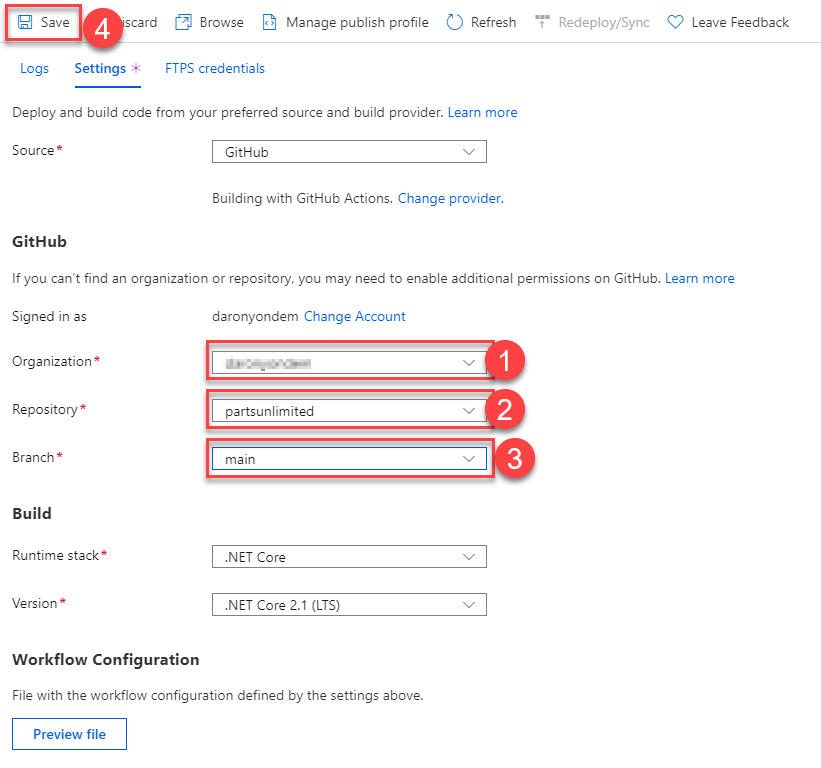 Save 4 iscard Browse Manage publish profile Refresh Redeploy/Sync Leave Feedback
Logs Settings * FTPS credentials
Deploy and build code from your preferred source and build provider. Learn more
Source* GitHub
Building with GitHub Actions. Change provider.
GitHub
If you can't find an organization or repository, you may need to enable additional permissions on GitHub. Learn more
Signed in as daronyondem Change Account
Organization* 1
Repository* partsunlimited 2
Branch* main 3
Build
Runtime stack* .NET Core
Version* .NET Core 2.1 (LTS)
Workflow Configuration
File with the workflow configuration defined by the settings above.
Preview file